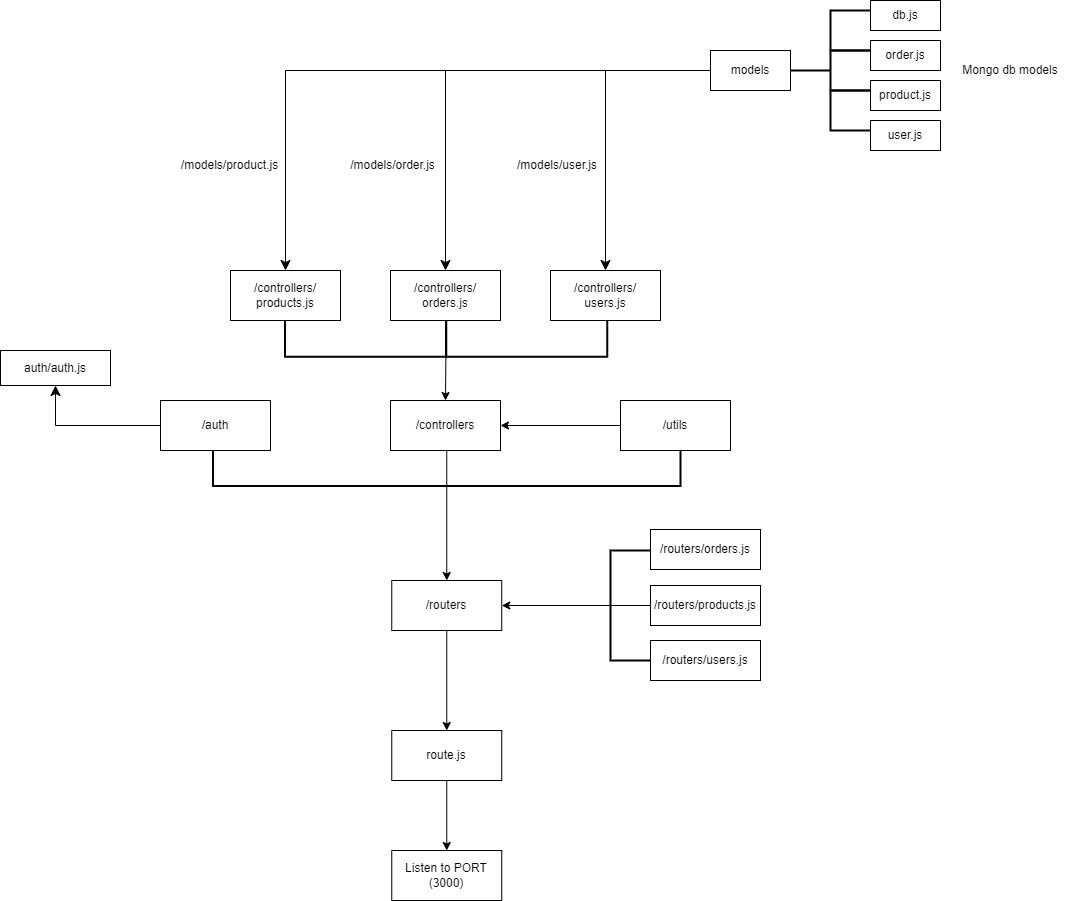 db.js
models
order.js
Mongo db models
product.js
user.js
/models/product.js
/models/order.js
/models/user.js
/controllers/
products.js
/controllers/
orders.js
/controllers/
users.js
auth/auth.js
/auth
/controllers
/utils
/routers/orders.js
/routers
/routers/products.js
/routers/users.js
route.js
Listen to PORT
(3000)